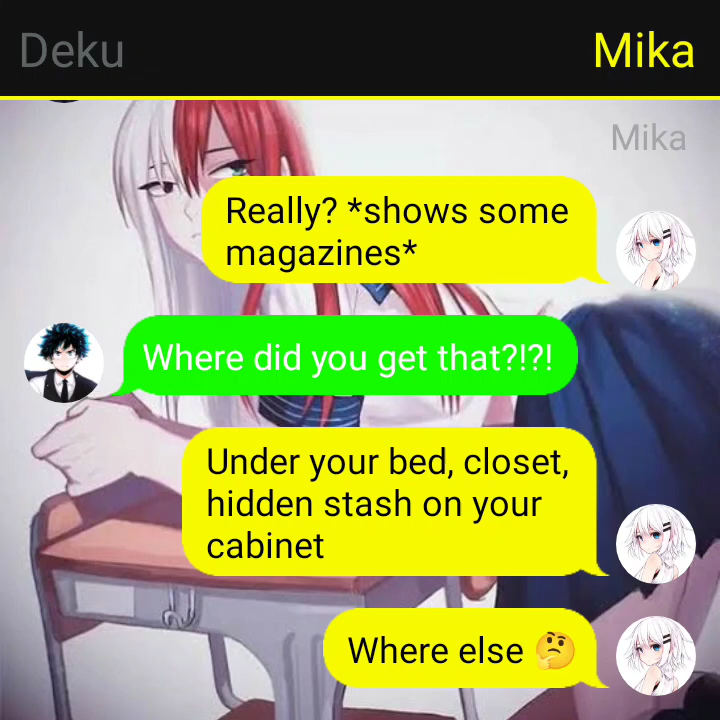 Deku
Mika
Mika
Really? *shows some
magazines*
Where did you get that?!?!
Under your bed, closet,
hidden stash on your
cabinet
Where else 🤔